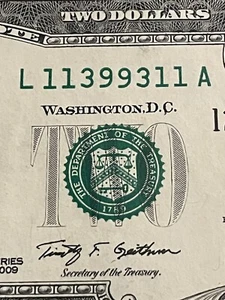 TWO DOLLARS
L 11399311 A
WASHINGTON, D.C.
TWO
THE DEPARTMENT OF THE TREASURY
1789
SERIES
2009
Timothy F. Geithner
Secretary of the Treasury.